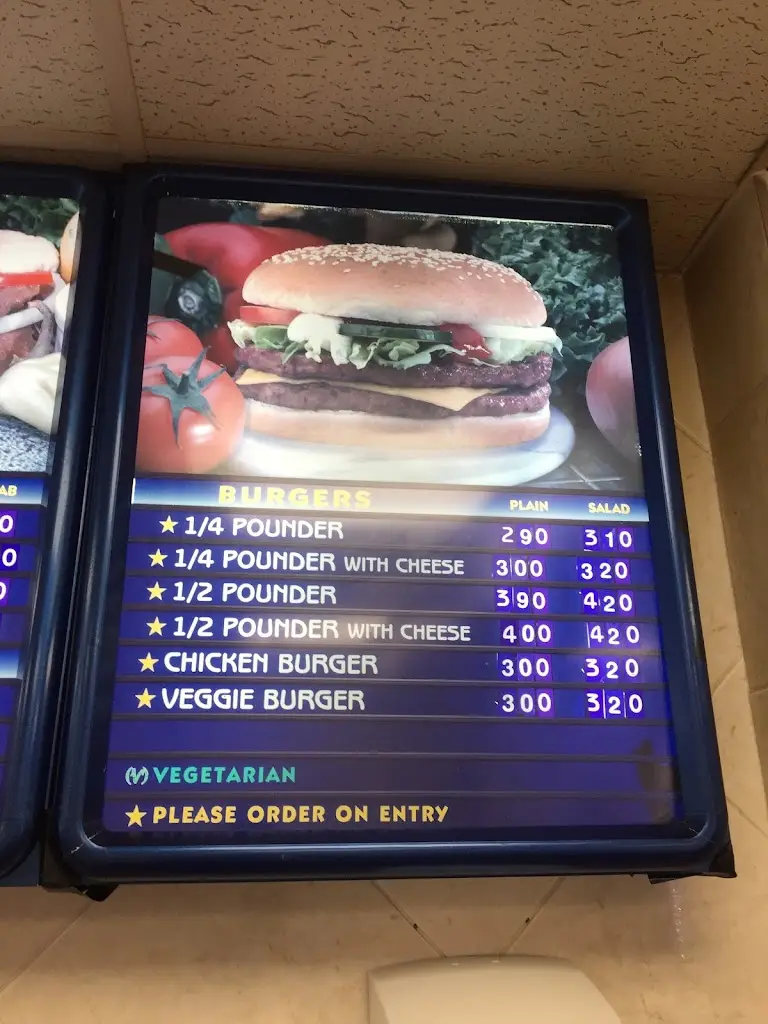 BURGERS PLAIN SALAD
★ 1/4 POUNDER 290 310
★ 1/4 POUNDER WITH CHEESE 300 320
★ 1/2 POUNDER 390 420
★ 1/2 POUNDER WITH CHEESE 400 420
★ CHICKEN BURGER 300 320
★ VEGGIE BURGER 300 320
(V) VEGETARIAN
★ PLEASE ORDER ON ENTRY